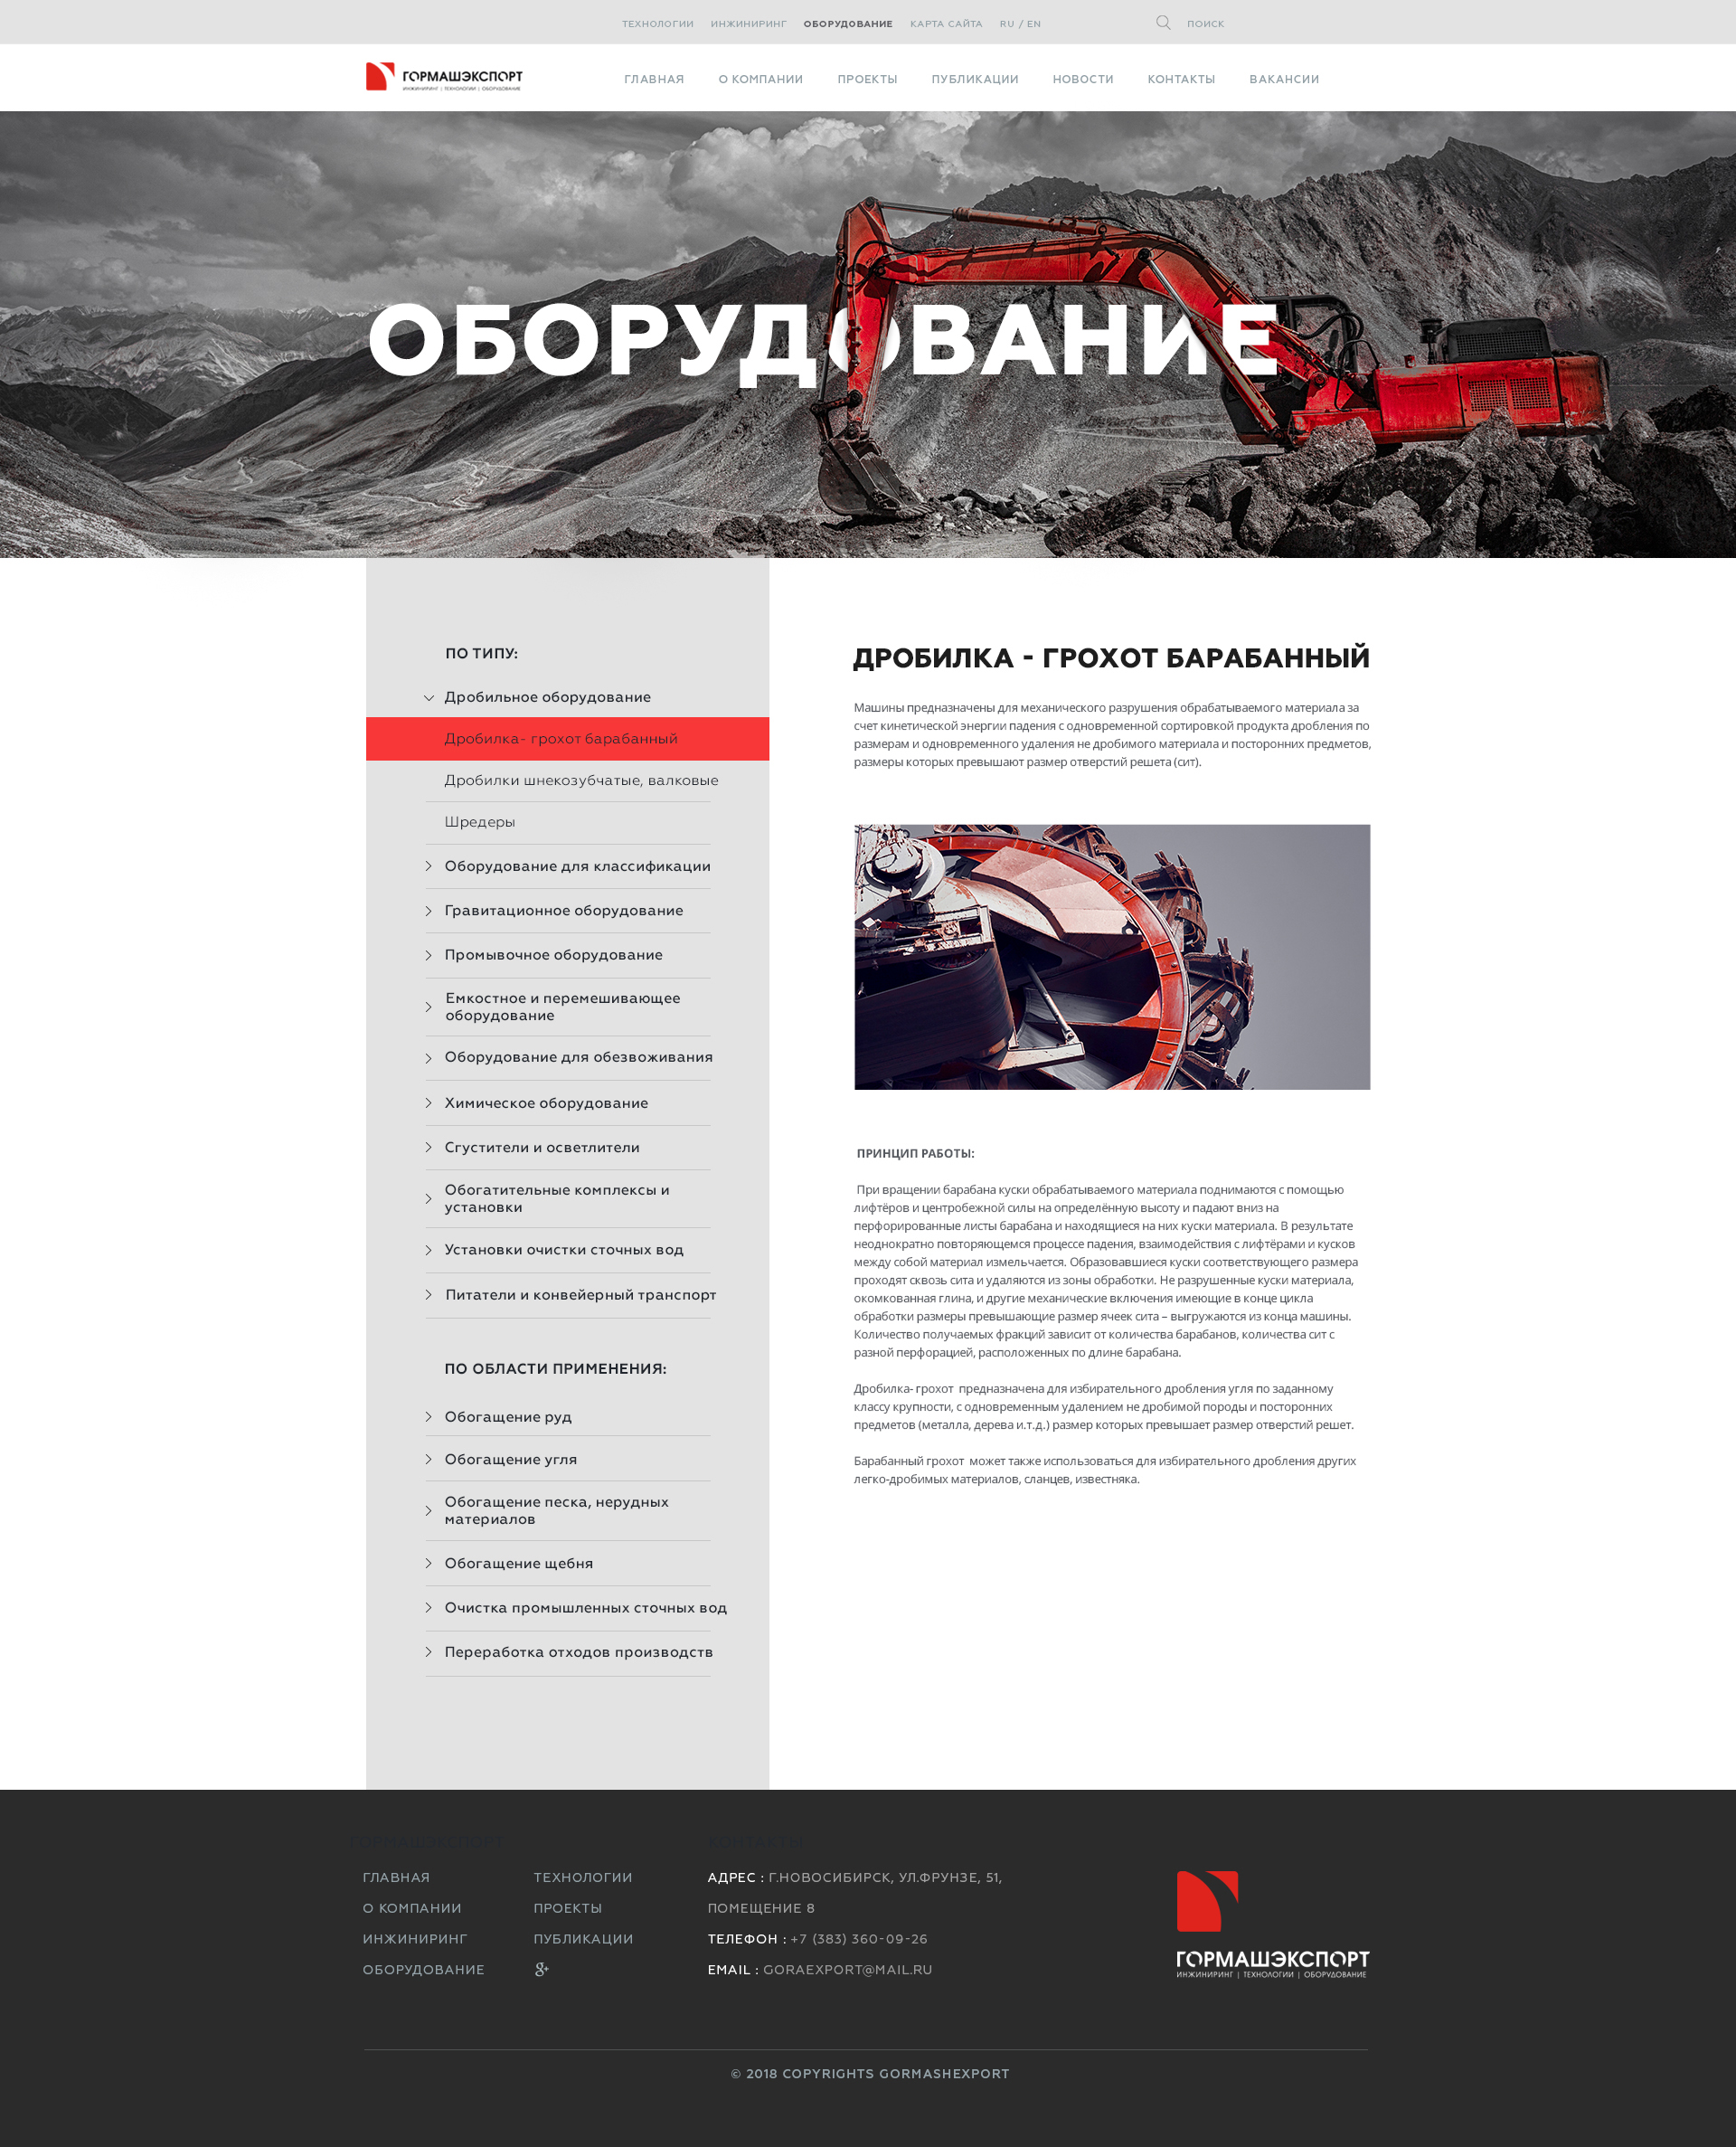 ТЕХНОЛОГИИ ИНЖИНИРИНГ ОБОРУДОВАНИЕ КАРТА САЙТА RU / EN ПОИСК
ГОРМАШЭКСПОРТ
ИНЖИНИРИНГ | ТЕХНОЛОГИИ | ОБОРУДОВАНИЕ
ГЛАВНАЯ О КОМПАНИИ ПРОЕКТЫ ПУБЛИКАЦИИ НОВОСТИ КОНТАКТЫ ВАКАНСИИ
ОБОРУДОВАНИЕ
ПО ТИПУ:
Дробильное оборудование
Дробилка- грохот барабанный
Дробилки шнекозубчатые, валковые
Шредеры
Оборудование для классификации
Гравитационное оборудование
Промывочное оборудование
Емкостное и перемешивающее
оборудование
Оборудование для обезвоживания
Химическое оборудование
Сгустители и осветлители
Обогатительные комплексы и
установки
Установки очистки сточных вод
Питатели и конвейерный транспорт
ПО ОБЛАСТИ ПРИМЕНЕНИЯ:
Обогащение руд
Обогащение угля
Обогащение песка, нерудных
материалов
Обогащение щебня
Очистка промышленных сточных вод
Переработка отходов производств
ДРОБИЛКА - ГРОХОТ БАРАБАННЫЙ
Машины предназначены для механического разрушения обрабатываемого материала за
счет кинетической энергии падения с одновременной сортировкой продукта дробления по
размерам и одновременного удаления не дробимого материала и посторонних предметов,
размеры которых превышают размер отверстий решета (сит).
ПРИНЦИП РАБОТЫ:
При вращении барабана куски обрабатываемого материала поднимаются с помощью
лифтёров и центробежной силы на определённую высоту и падают вниз на
перфорированные листы барабана и находящиеся на них куски материала. В результате
неоднократно повторяющемся процессе падения, взаимодействия с лифтёрами и кусков
между собой материал измельчается. Образовавшиеся куски соответствующего размера
проходят сквозь сита и удаляются из зоны обработки. Не разрушенные куски материала,
окомкованная глина, и другие механические включения имеющие в конце цикла
обработки размеры превышающие размер ячеек сита – выгружаются из конца машины.
Количество получаемых фракций зависит от количества барабанов, количества сит с
разной перфорацией, расположенных по длине барабана.
Дробилка- грохот предназначена для избирательного дробления угля по заданному
классу крупности, с одновременным удалением не дробимой породы и посторонних
предметов (металла, дерева и.т.д.) размер которых превышает размер отверстий решет.
Барабанный грохот может также использоваться для избирательного дробления других
легко-дробимых материалов, сланцев, известняка.
ГОРМАШЭКСПОРТ
КОНТАКТЫ
ГЛАВНАЯ
О КОМПАНИИ
ИНЖИНИРИНГ
ОБОРУДОВАНИЕ
ТЕХНОЛОГИИ
ПРОЕКТЫ
ПУБЛИКАЦИИ
g+
АДРЕС : Г.НОВОСИБИРСК, УЛ.ФРУНЗЕ, 51,
ПОМЕЩЕНИЕ 8
ТЕЛЕФОН : +7 (383) 360-09-26
EMAIL : GORAEXPORT@MAIL.RU
ГОРМАШЭКСПОРТ
ИНЖИНИРИНГ | ТЕХНОЛОГИИ | ОБОРУДОВАНИЕ
© 2018 COPYRIGHTS GORMASHEXPORT